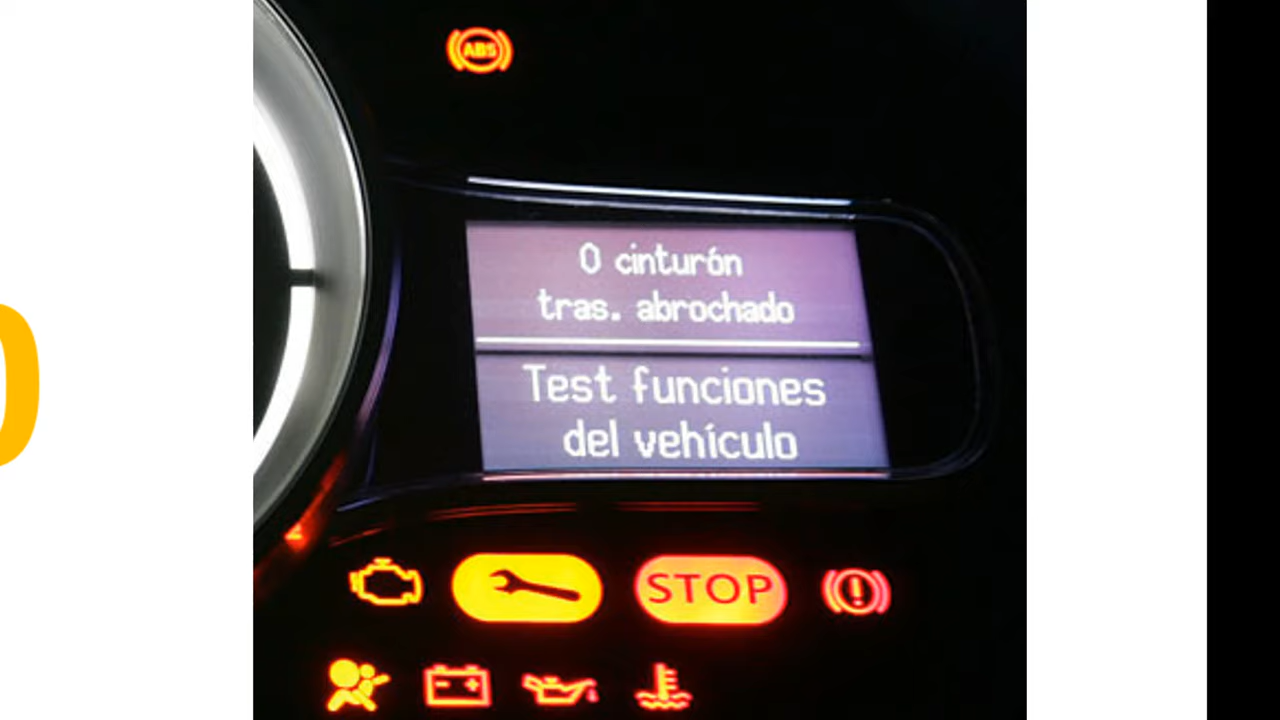 ABS
0 cinturón
tras. abrochado
Test funciones
del vehículo
STOP